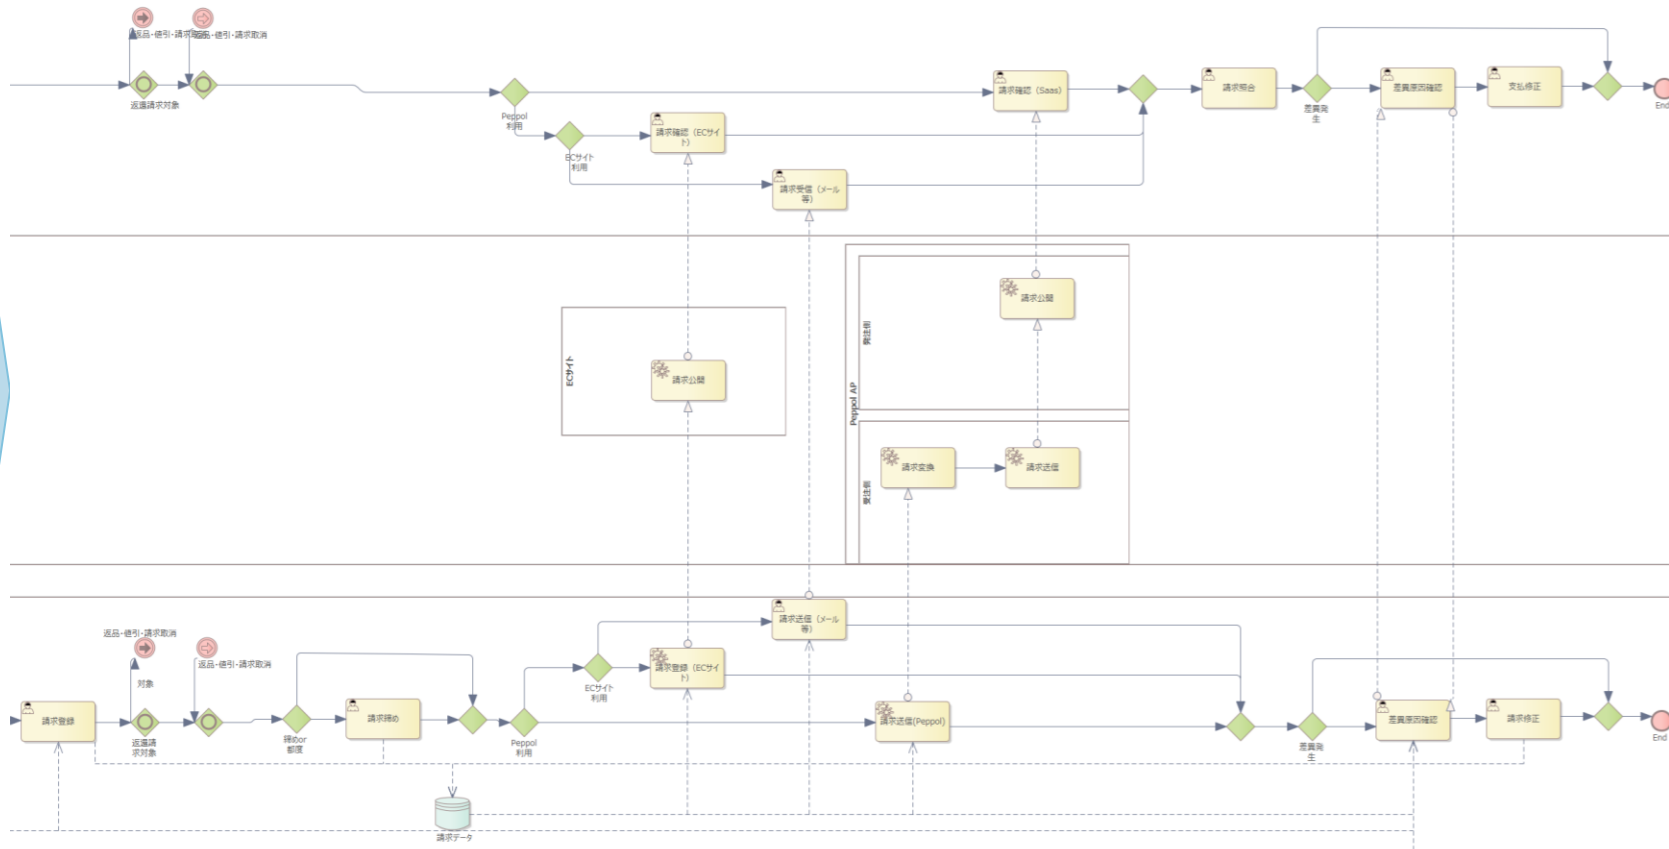 返品・値引・請求取消
返品・値引・請求取消
返還請求対象
Peppol
利用
ECサイト
利用
請求確認（ECサイ
ト）
請求受信（メール
等）
請求確認（Saas）
請求照合
差異発
生
差異原因確認
支払修正
End
ECサイト
請求公開
Peppol AP
発注側
請求公開
受注側
請求変換
請求送信
返品・値引・請求取消
対象
返品・値引・請求取消
請求登録
返還請
求対象
締めor
都度
請求締め
Peppol
利用
ECサイト
利用
請求送信（メール
等）
請求登録（ECサイ
ト）
請求送信(Peppol)
差異発
生
差異原因確認
請求修正
End
請求データ